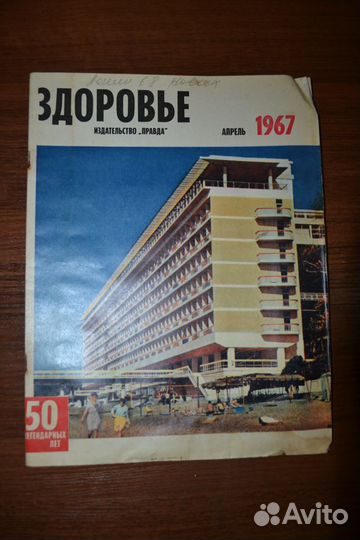 ЗДОРОВЬЕ
ИЗДАТЕЛЬСТВО „ПРАВДА"
АПРЕЛЬ 1967
50
ЛЕГЕНДАРНЫХ
ЛЕТ
Avito